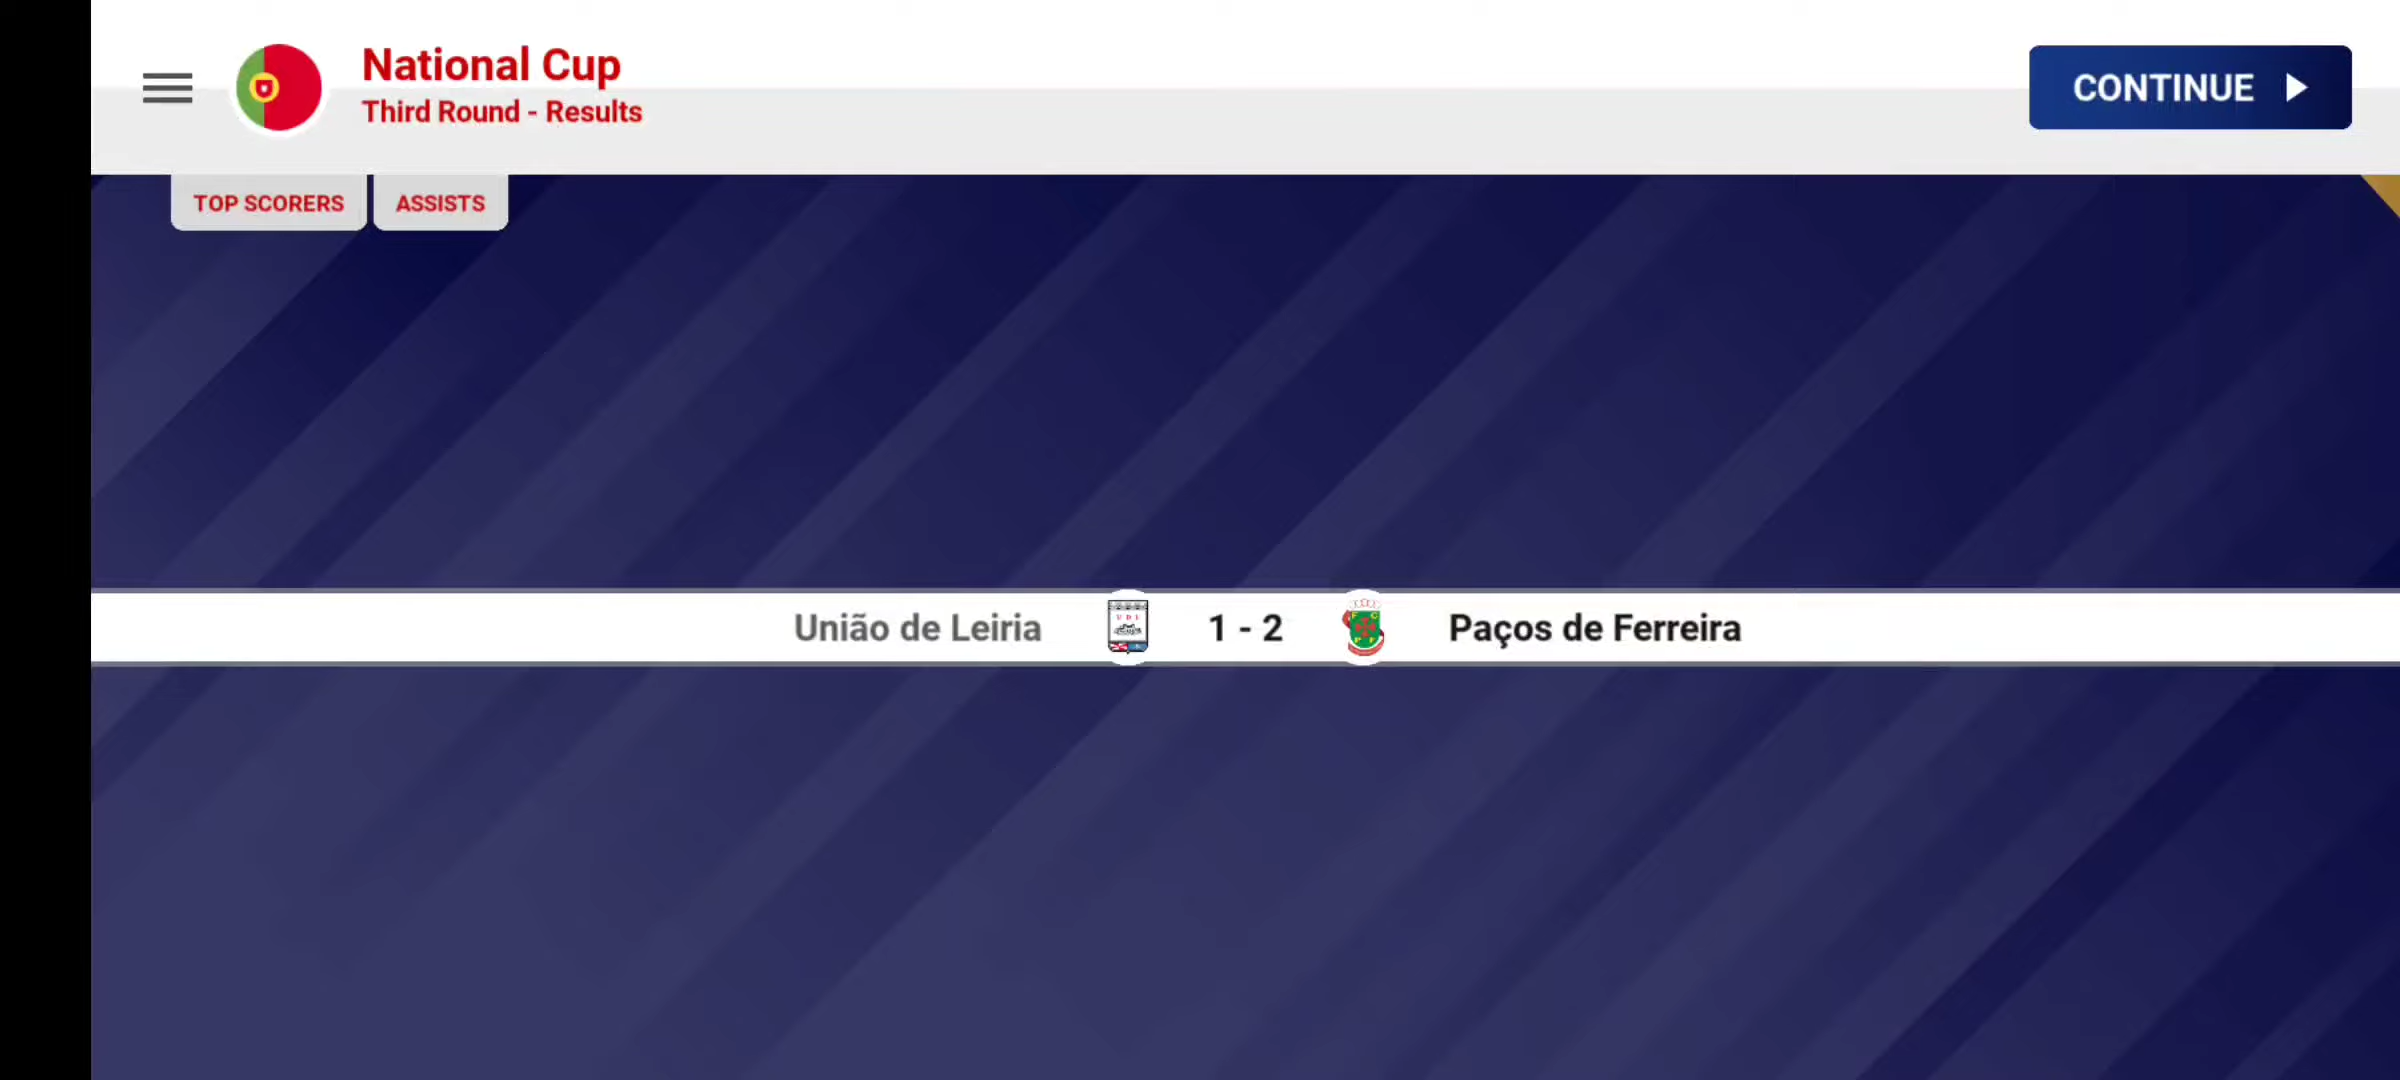 National Cup
Third Round - Results
CONTINUE
TOP SCORERS
ASSISTS
União de Leiria
1 - 2
Paços de Ferreira